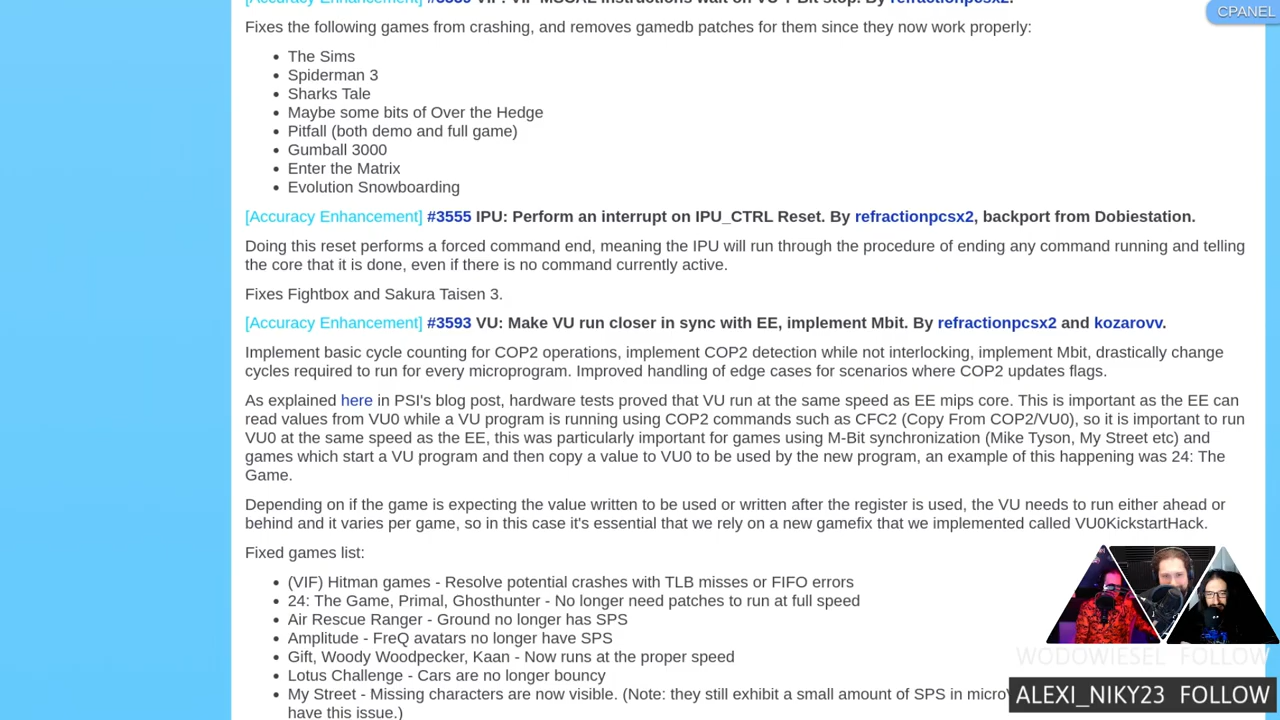 [Accuracy Enhancement] #3539 VIF: VIF MSCAL Instructions wait on VU T-Bit stop. By refractionpcsx2.
CPANEL
Fixes the following games from crashing, and removes gamedb patches for them since they now work properly:
• The Sims
• Spiderman 3
• Sharks Tale
• Maybe some bits of Over the Hedge
• Pitfall (both demo and full game)
• Gumball 3000
• Enter the Matrix
• Evolution Snowboarding
[Accuracy Enhancement] #3555 IPU: Perform an interrupt on IPU_CTRL Reset. By refractionpcsx2, backport from Dobiestation.
Doing this reset performs a forced command end, meaning the IPU will run through the procedure of ending any command running and telling
the core that it is done, even if there is no command currently active.
Fixes Fightbox and Sakura Taisen 3.
[Accuracy Enhancement] #3593 VU: Make VU run closer in sync with EE, implement Mbit. By refractionpcsx2 and kozarovv.
Implement basic cycle counting for COP2 operations, implement COP2 detection while not interlocking, implement Mbit, drastically change
cycles required to run for every microprogram. Improved handling of edge cases for scenarios where COP2 updates flags.
As explained here in PSI's blog post, hardware tests proved that VU run at the same speed as EE mips core. This is important as the EE can
read values from VU0 while a VU program is running using COP2 commands such as CFC2 (Copy From COP2/VU0), so it is important to run
VU0 at the same speed as the EE, this was particularly important for games using M-Bit synchronization (Mike Tyson, My Street etc) and
games which start a VU program and then copy a value to VU0 to be used by the new program, an example of this happening was 24: The
Game.
Depending on if the game is expecting the value written to be used or written after the register is used, the VU needs to run either ahead or
behind and it varies per game, so in this case it's essential that we rely on a new gamefix that we implemented called VU0KickstartHack.
Fixed games list:
• (VIF) Hitman games - Resolve potential crashes with TLB misses or FIFO errors
• 24: The Game, Primal, Ghosthunter - No longer need patches to run at full speed
• Air Rescue Ranger - Ground no longer has SPS
• Amplitude - FreQ avatars no longer have SPS
• Gift, Woody Woodpecker, Kaan - Now runs at the proper speed
• Lotus Challenge - Cars are no longer bouncy
• My Street - Missing characters are now visible. (Note: they still exhibit a small amount of SPS in micro
have this issue.)
WODOWIESEL FOLLOW
ALEXI_NIKY23 FOLLOW